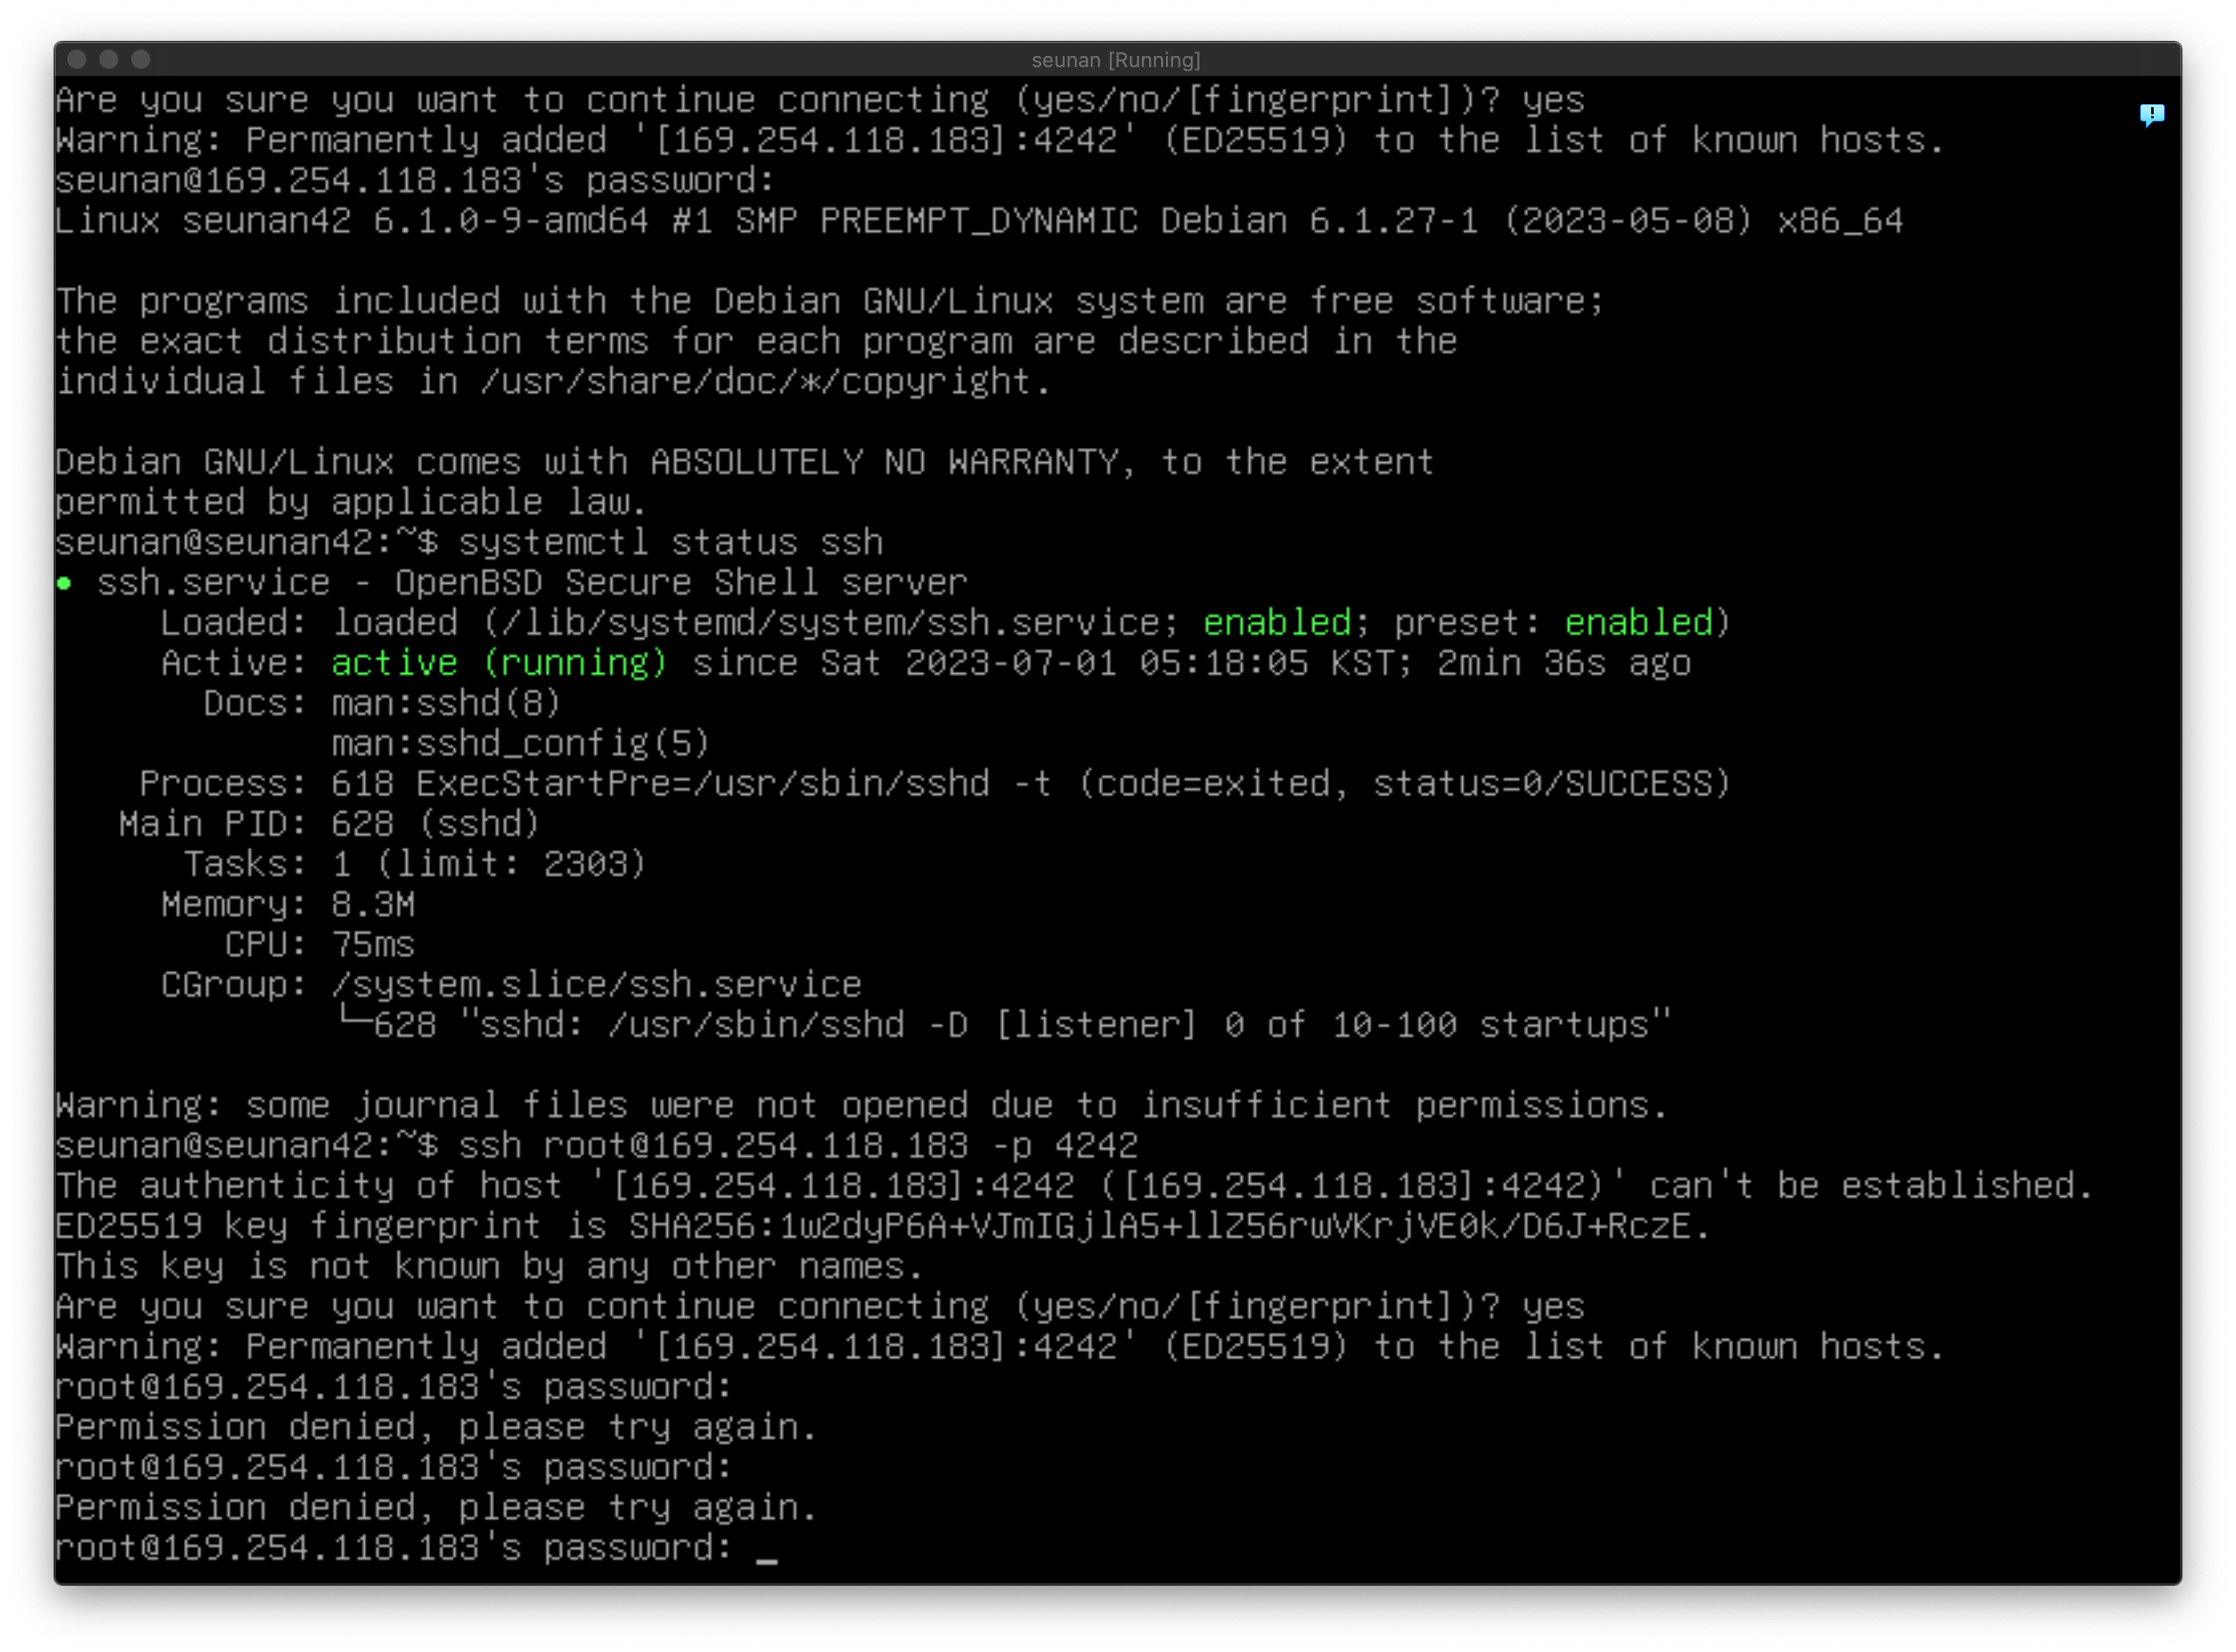 seunan [Running]
Are you sure you want to continue connecting (yes/no/[fingerprint])? yes
Warning: Permanently added '[169.254.118.183]:4242' (ED25519) to the list of known hosts.
seunan@169.254.118.183's password:
Linux seunan42 6.1.0-9-amd64 #1 SMP PREEMPT_DYNAMIC Debian 6.1.27-1 (2023-05-08) x86_64
The programs included with the Debian GNU/Linux system are free software;
the exact distribution terms for each program are described in the
individual files in /usr/share/doc/*/copyright.
Debian GNU/Linux comes with ABSOLUTELY NO WARRANTY, to the extent
permitted by applicable law.
seunan@seunan42:~$ systemctl status ssh
● ssh.service - OpenBSD Secure Shell server
Loaded: loaded (/lib/systemd/system/ssh.service; enabled; preset: enabled)
Active: active (running) since Sat 2023-07-01 05:18:05 KST; 2min 36s ago
Docs: man:sshd(8)
man:sshd_config(5)
Process: 618 ExecStartPre=/usr/sbin/sshd -t (code=exited, status=0/SUCCESS)
Main PID: 628 (sshd)
Tasks: 1 (limit: 2303)
Memory: 8.3M
CPU: 75ms
CGroup: /system.slice/ssh.service
└─628 "sshd: /usr/sbin/sshd -D [listener] 0 of 10-100 startups"
Warning: some journal files were not opened due to insufficient permissions.
seunan@seunan42:~$ ssh root@169.254.118.183 -p 4242
The authenticity of host '[169.254.118.183]:4242 ([169.254.118.183]:4242)' can't be established.
ED25519 key fingerprint is SHA256:1w2dyP6A+VJmIGjlA5+llZ56rwVKrjVE0k/D6J+RczE.
This key is not known by any other names.
Are you sure you want to continue connecting (yes/no/[fingerprint])? yes
Warning: Permanently added '[169.254.118.183]:4242' (ED25519) to the list of known hosts.
root@169.254.118.183's password:
Permission denied, please try again.
root@169.254.118.183's password:
Permission denied, please try again.
root@169.254.118.183's password: _